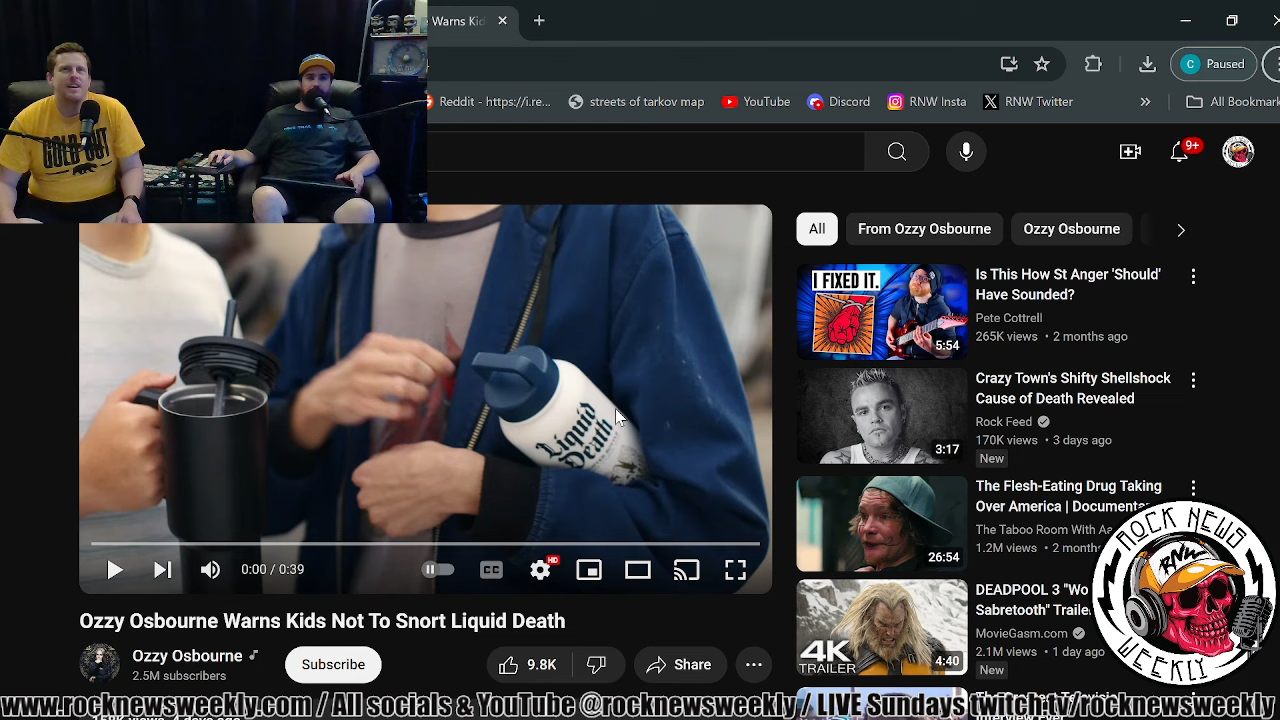 Warns Kid
C Paused
Reddit - https://i.re...
streets of tarkov map
YouTube
Discord
RNW Insta
RNW Twitter
»
All Bookmark
9+
GOLD OUT
Liquid
Death
0:00 / 0:39
CC
HD
Ozzy Osbourne Warns Kids Not To Snort Liquid Death
Ozzy Osbourne
2.5M subscribers
Subscribe
9.8K
Share
All
From Ozzy Osbourne
Ozzy Osbourne
I FIXED IT.
5:54
Is This How St Anger 'Should'
Have Sounded?
Pete Cottrell
265K views • 2 months ago
3:17
Crazy Town's Shifty Shellshock
Cause of Death Revealed
Rock Feed
170K views • 3 days ago
New
26:54
The Flesh-Eating Drug Taking
Over America | Documenta
The Taboo Room With Aa
1.2M views • 2 month
4K
TRAILER
4:40
DEADPOOL 3 "Wo
Sabretooth" Traile
MovieGasm.com
2.1M views • 1 day ago
New
ROCK NEWS
RNW
WEEKLY
www.rocknewsweekly.com / All socials & YouTube @rocknewsweekly / LIVE Sundays twitch.tv/rocknewsweekly